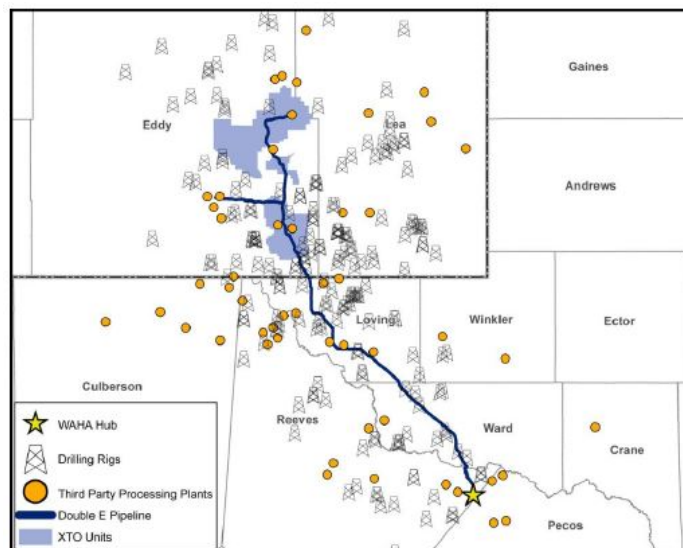 Gaines
Eddy
Lea
Andrews
Loving
Winkler
Ector
Culberson
Reeves
Ward
Crane
Pecos
WAHA Hub
Drilling Rigs
Third Party Processing Plants
Double E Pipeline
XTO Units